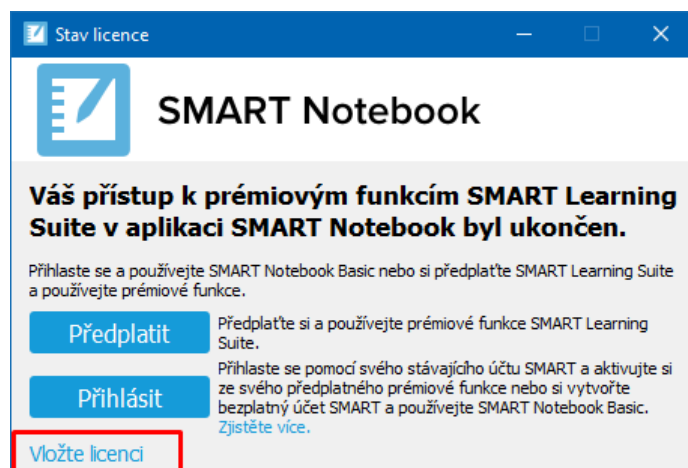 Stav licence
SMART Notebook
Váš přístup k prémiovým funkcím SMART Learning
Suite v aplikaci SMART Notebook byl ukončen.
Přihlaste se a používejte SMART Notebook Basic nebo si předplaťte SMART Learning Suite
a používejte prémiové funkce.
Předplatit
Předplaťte si a používejte prémiové funkce SMART Learning
Suite.
Přihlásit
Přihlaste se pomocí svého stávajícího účtu SMART a aktivujte si
ze svého předplatného prémiové funkce nebo si vytvořte
bezplatný účet SMART a používejte SMART Notebook Basic.
Zjistěte více.
Vložte licenci